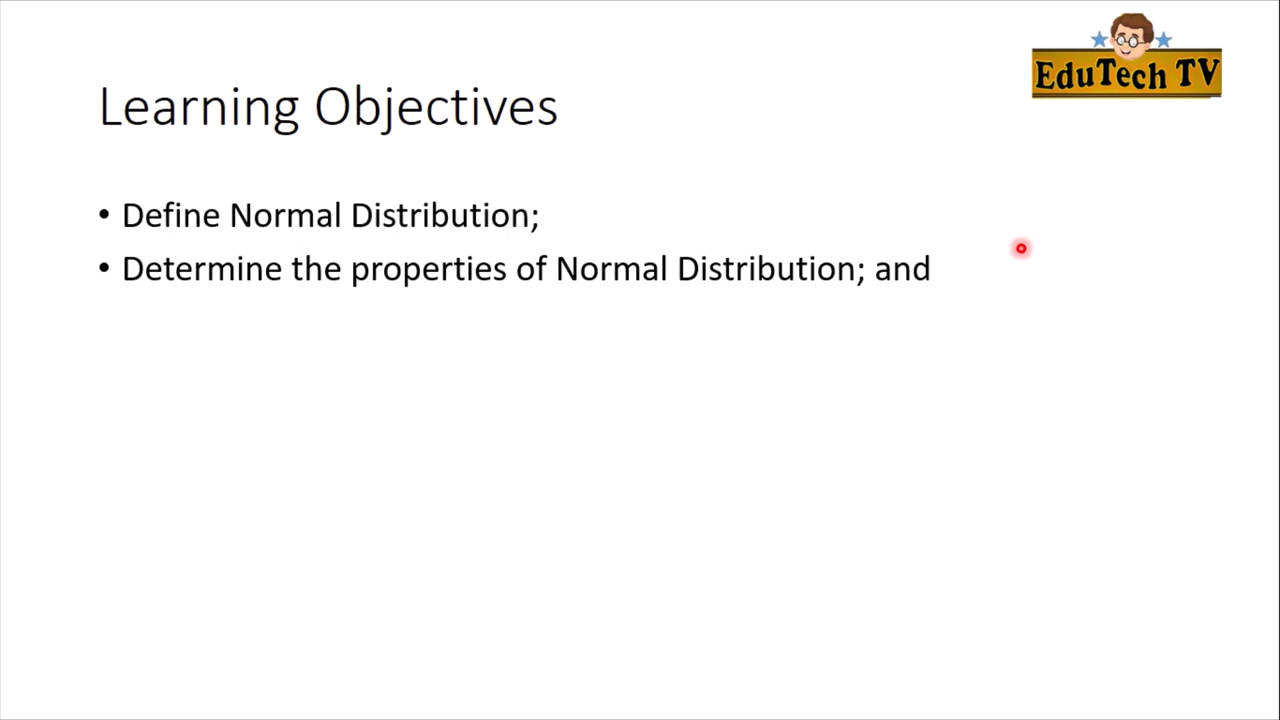 EduTech TV
Learning Objectives
• Define Normal Distribution;
• Determine the properties of Normal Distribution; and